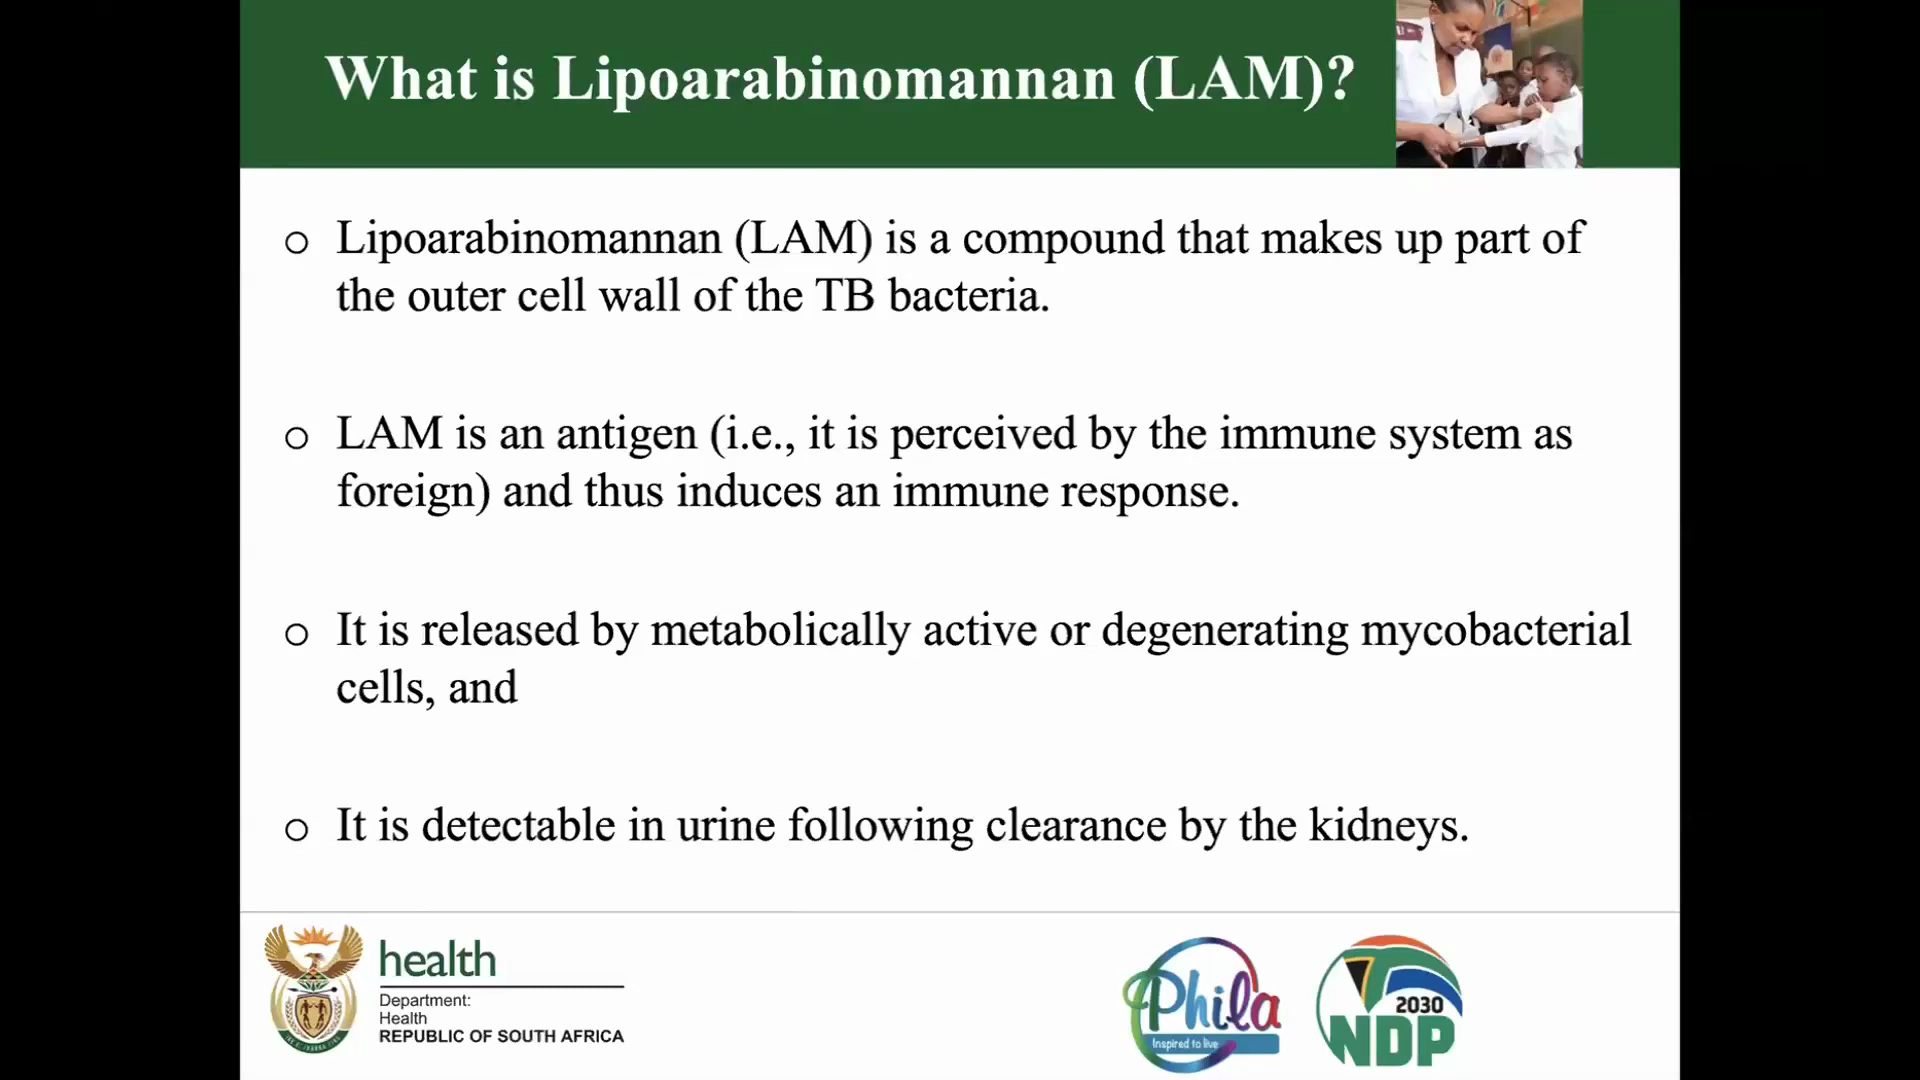 What is Lipoarabinomannan (LAM)?
o Lipoarabinomannan (LAM) is a compound that makes up part of
the outer cell wall of the TB bacteria.
o LAM is an antigen (i.e., it is perceived by the immune system as
foreign) and thus induces an immune response.
o It is released by metabolically active or degenerating mycobacterial
cells, and
o It is detectable in urine following clearance by the kidneys.
health
Department:
Health
REPUBLIC OF SOUTH AFRICA
Phila
Inspired to live
2030
NDP